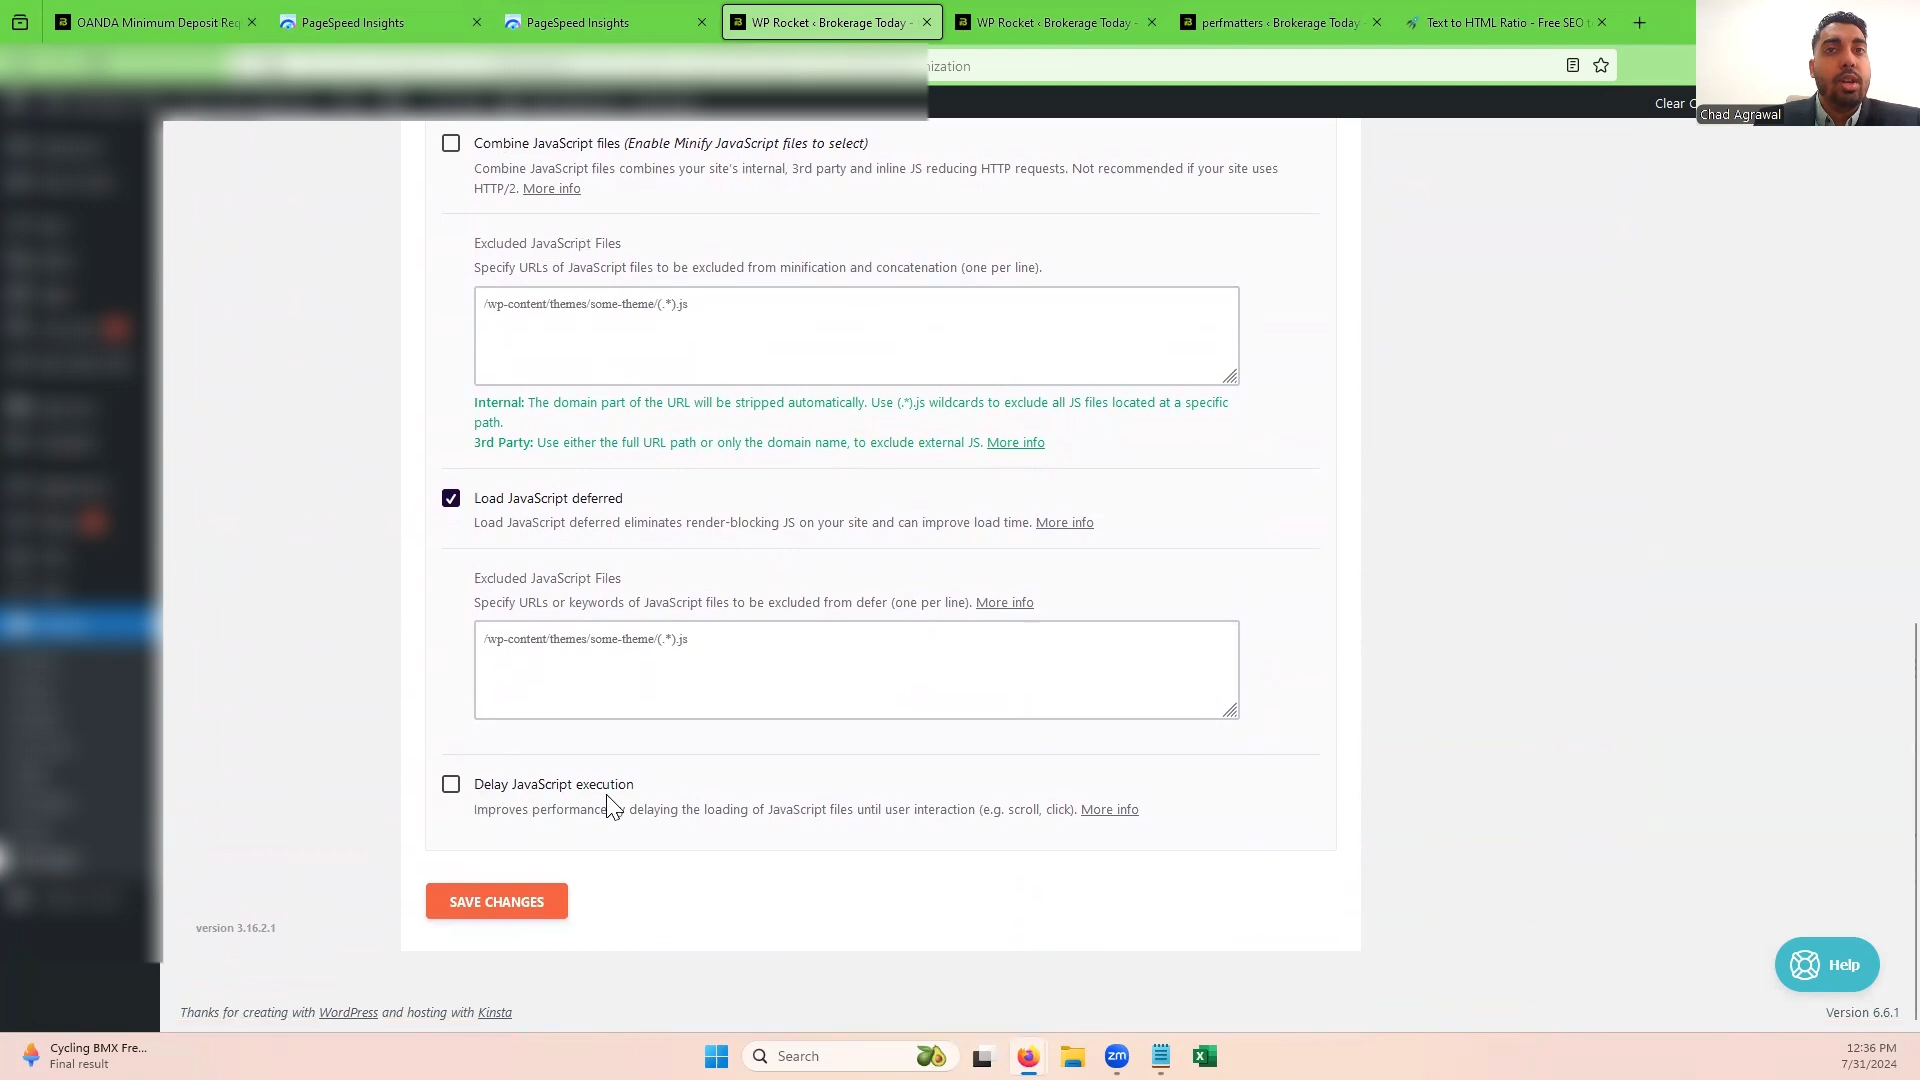 OANDA Minimum Deposit Req
PageSpeed Insights
PageSpeed Insights
WP Rocket ‹ Brokerage Today -
WP Rocket ‹ Brokerage Today -
perfmatters ‹ Brokerage Today
Text to HTML Ratio - Free SEO t
nization
Clear C
Chad Agrawal
Combine JavaScript files (Enable Minify JavaScript files to select)
Combine JavaScript files combines your site's internal, 3rd party and inline JS reducing HTTP requests. Not recommended if your site uses
HTTP/2. More info
Excluded JavaScript Files
Specify URLs of JavaScript files to be excluded from minification and concatenation (one per line).
/wp-content/themes/some-theme/(.*).js
Internal: The domain part of the URL will be stripped automatically. Use (.*).js wildcards to exclude all JS files located at a specific
path.
3rd Party: Use either the full URL path or only the domain name, to exclude external JS. More info
Load JavaScript deferred
Load JavaScript deferred eliminates render-blocking JS on your site and can improve load time. More info
Excluded JavaScript Files
Specify URLs or keywords of JavaScript files to be excluded from defer (one per line). More info
/wp-content/themes/some-theme/(.*).js
Delay JavaScript execution
Improves performance delaying the loading of JavaScript files until user interaction (e.g. scroll, click). More info
SAVE CHANGES
version 3.16.2.1
Help
Thanks for creating with WordPress and hosting with Kinsta
Version 6.6.1
Cycling BMX Fre...
Final result
Search
zm
12:36 PM
7/31/2024